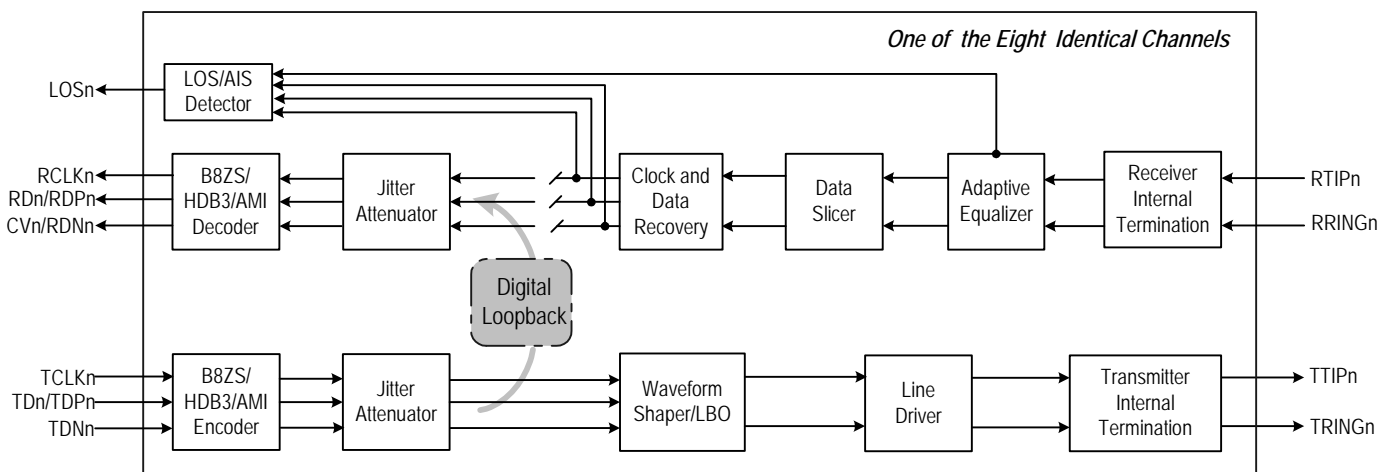 One of the Eight Identical Channels
LOSn
LOS/AIS
Detector
RCLKn
RDn/RDPn
CVn/RDNn
B8ZS/
HDB3/AMI
Decoder
Jitter
Attenuator
Clock and
Data
Recovery
Data
Slicer
Adaptive
Equalizer
Receiver
Internal
Termination
RTIPn
RRINGn
Digital
Loopback
TCLKn
TDn/TDPn
TDNn
B8ZS/
HDB3/AMI
Encoder
Jitter
Attenuator
Waveform
Shaper/LBO
Line
Driver
Transmitter
Internal
Termination
TTIPn
TRINGn